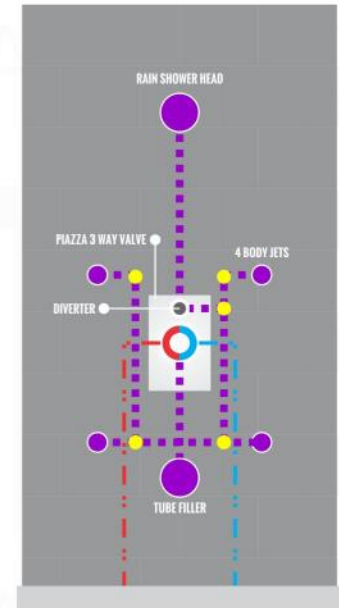 RAIN SHOWER HEAD
PIAZZA 3 WAY VALVE
4 BODY JETS
DIVERTER
TUBE FILLER